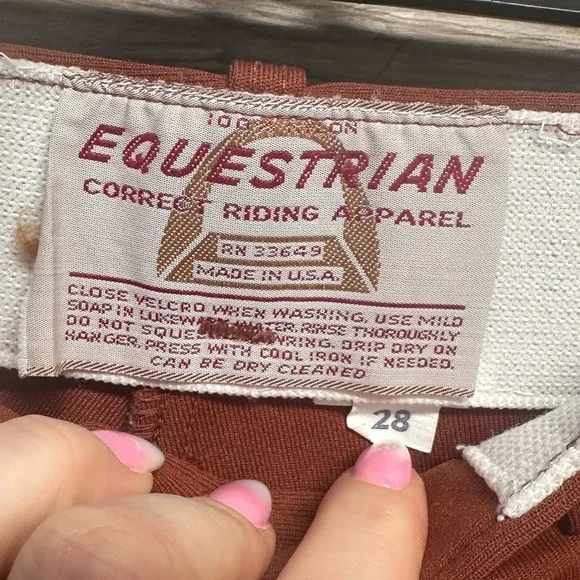 EQUESTRIAN
CORRECT RIDING APPAREL
RN 33649
MADE IN U.S.A.
CLOSE VELCRO WHEN WASHING, USE MILD
SOAP IN LUKEWARM WATER. RINSE THOROUGHLY
DO NOT SQUEEZE WRING. DRIP DRY ON
HANGER. PRESS WITH COOL IRON IF NEEDED.
CAN BE DRY CLEANED
28